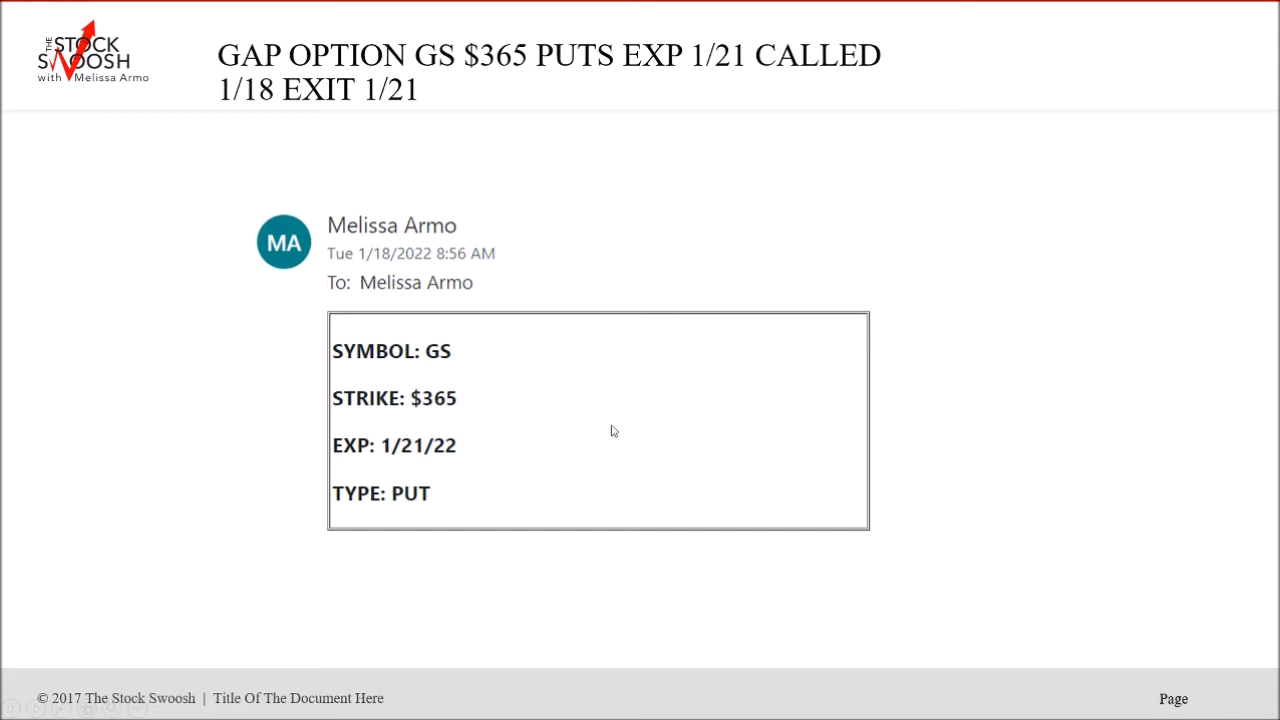 THE
STOCK
SWOOSH
with Melissa Armo
GAP OPTION GS $365 PUTS EXP 1/21 CALLED
1/18 EXIT 1/21
MA
Melissa Armo
Tue 1/18/2022 8:56 AM
To: Melissa Armo
SYMBOL: GS
STRIKE: $365
EXP: 1/21/22
TYPE: PUT
© 2017 The Stock Swoosh | Title Of The Document Here
Page